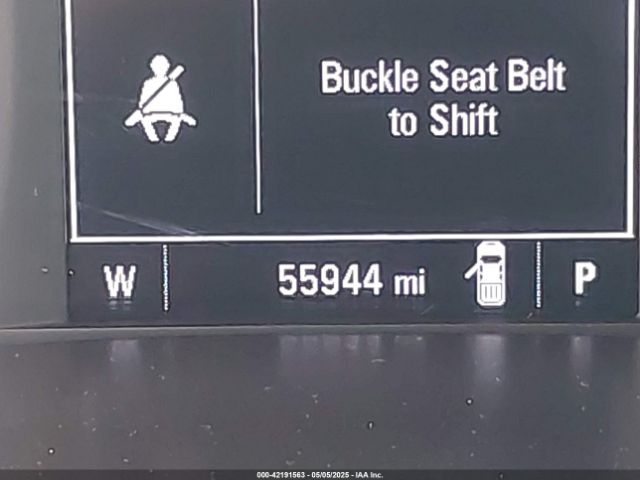 Buckle Seat Belt
to Shift
W 55944 mi P
000-42191563 - 05/05/2025 - IAA Inc.